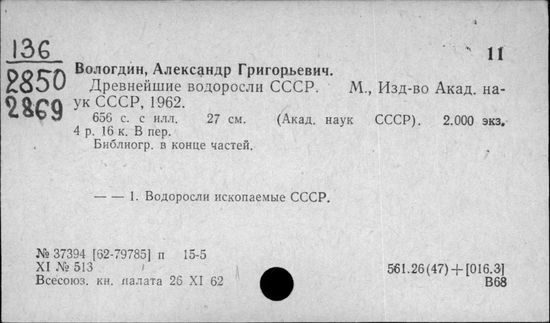 136
2850
2869
11
Вологдин, Александр Григорьевич.
Древнейшие водоросли СССР. М., Изд-во Акад. на-
ук СССР, 1962.
656 с. с илл. 27 см. (Акад. наук СССР). 2.000 экз.
4 р. 16 к. В пер.
Библиогр. в конце частей.
— — 1. Водоросли ископаемые СССР.
№ 37394 [62-79785] п 15-5
XI № 513
Всесоюз. кн. палата 26 XI 62
561.26(47)+[016.3]
В68